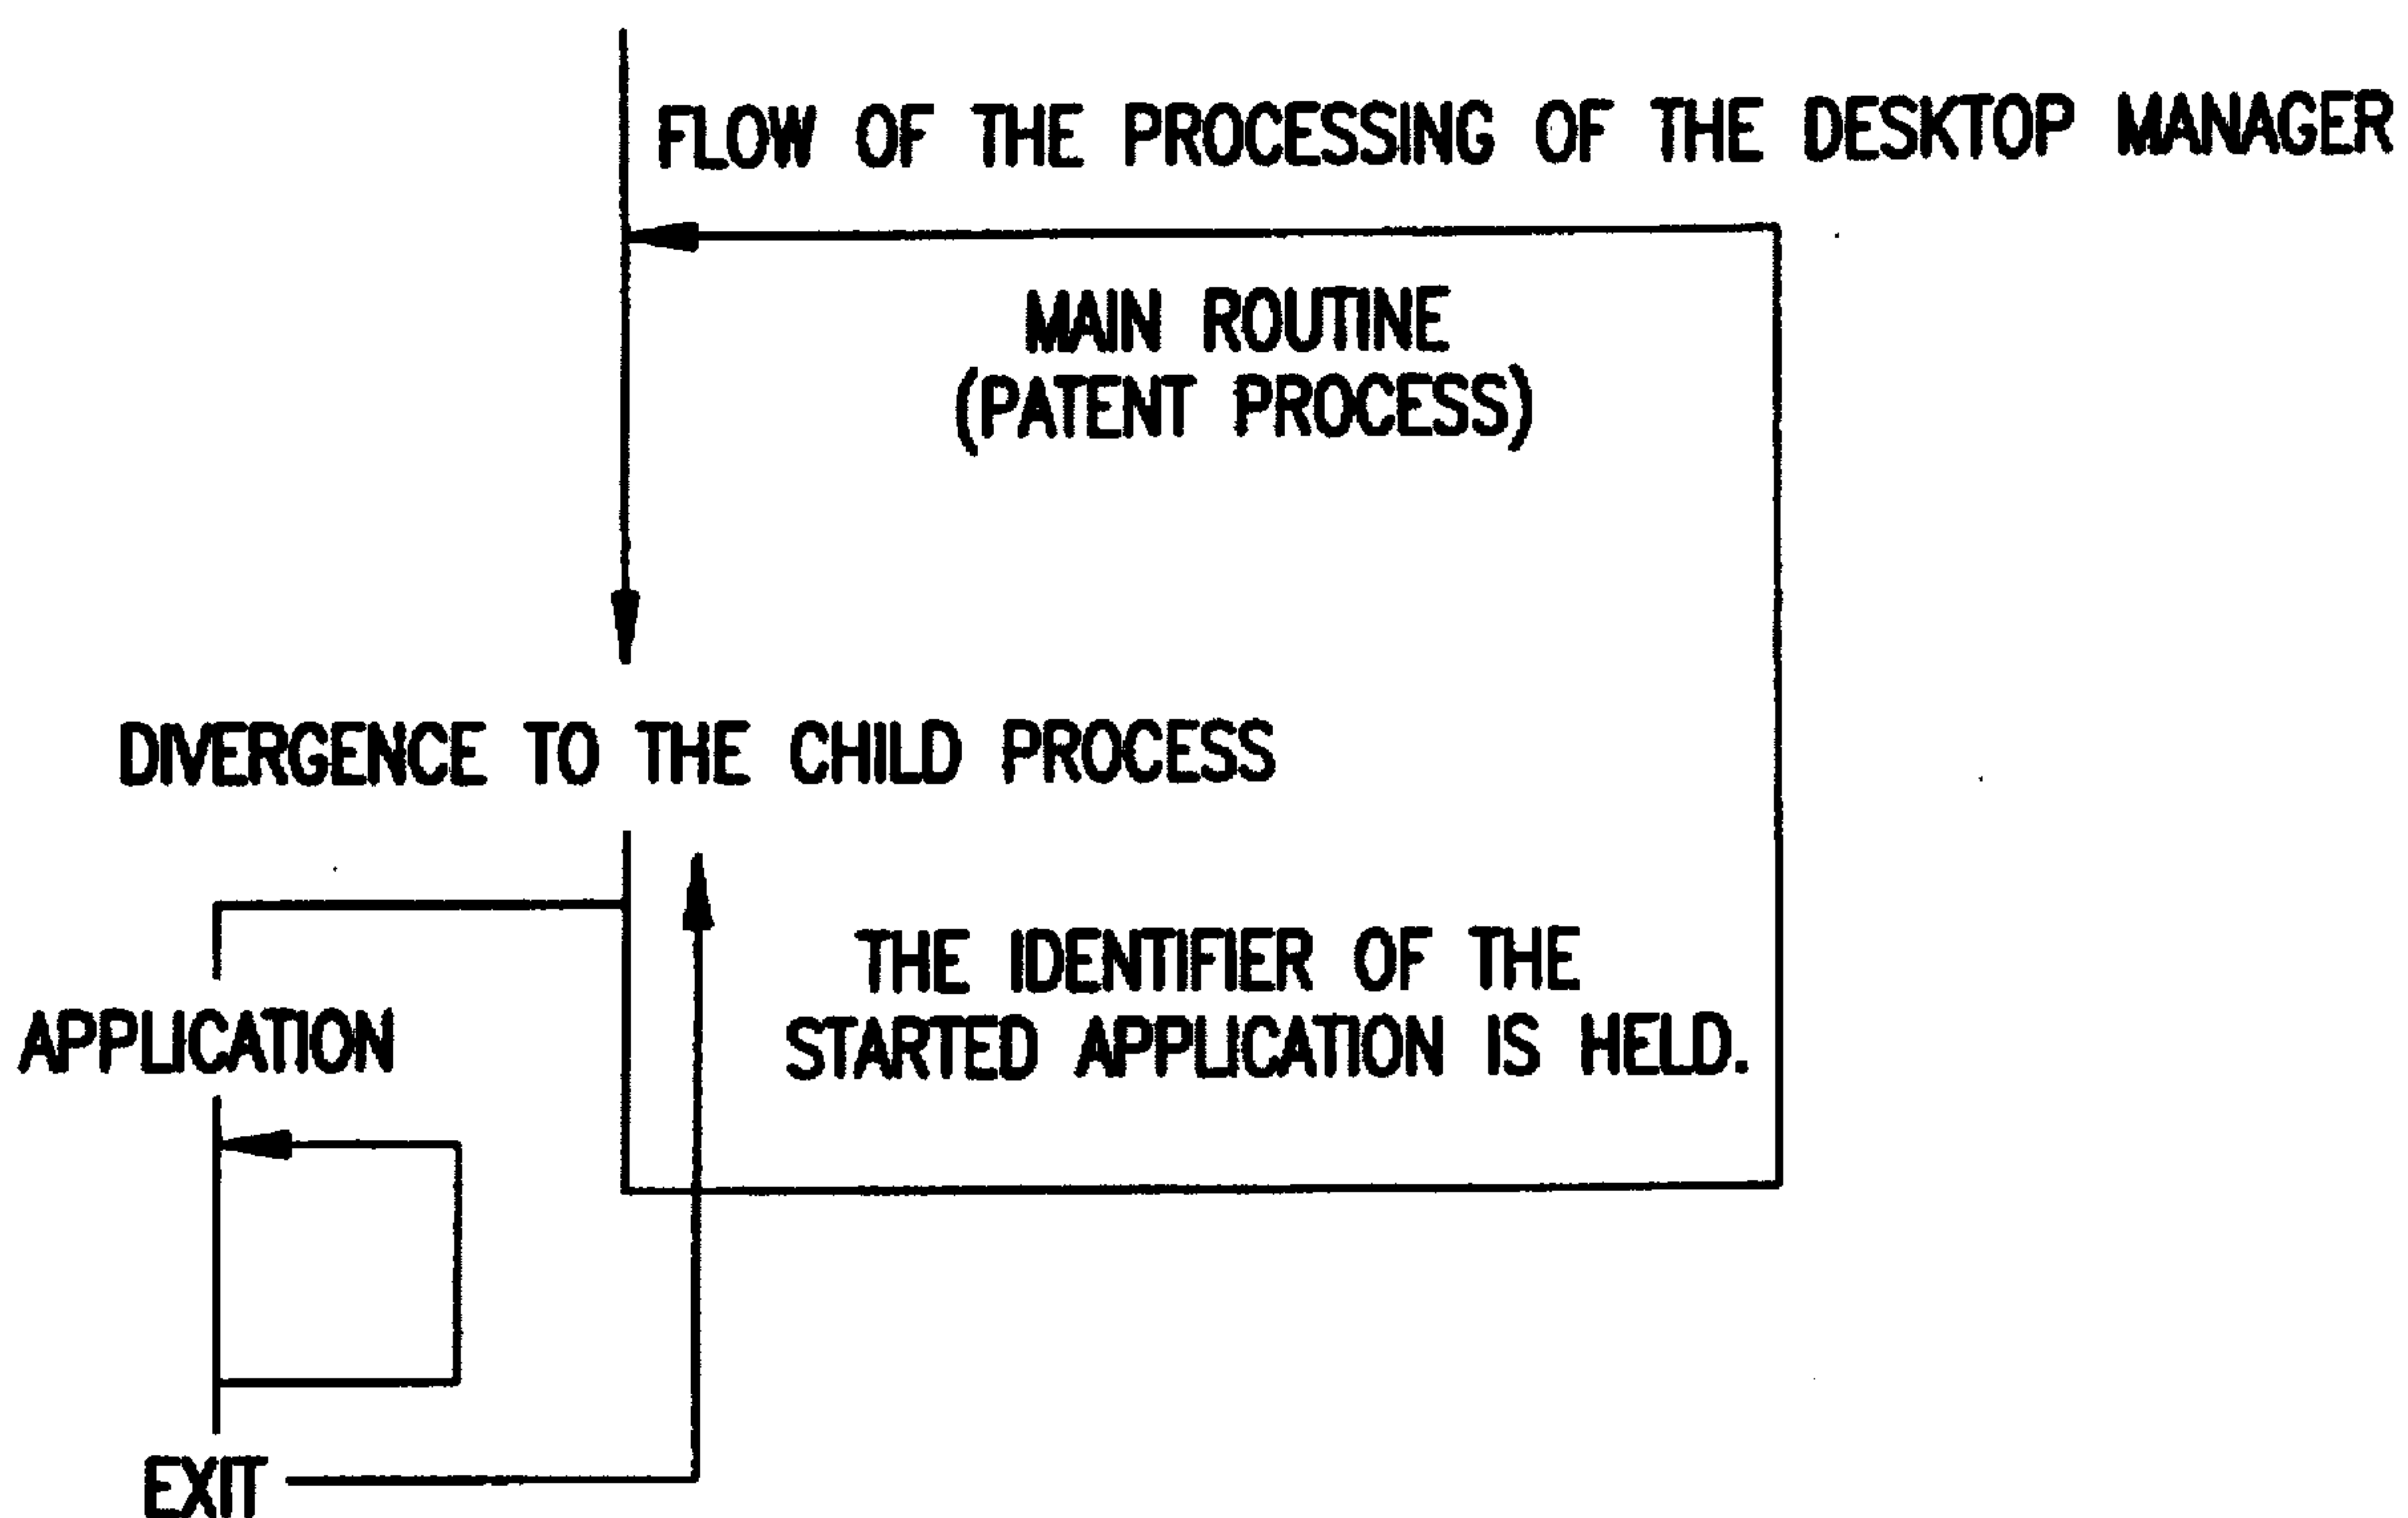 FLOW OF THE PROCESSING OF THE DESKTOP MANAGER
MAIN ROUTINE
(PATENT PROCESS)
DIVERGENCE TO THE CHILD PROCESS
THE IDENTIFIER OF THE
STARTED APPLICATION IS HELD.
APPLICATION
EXIT